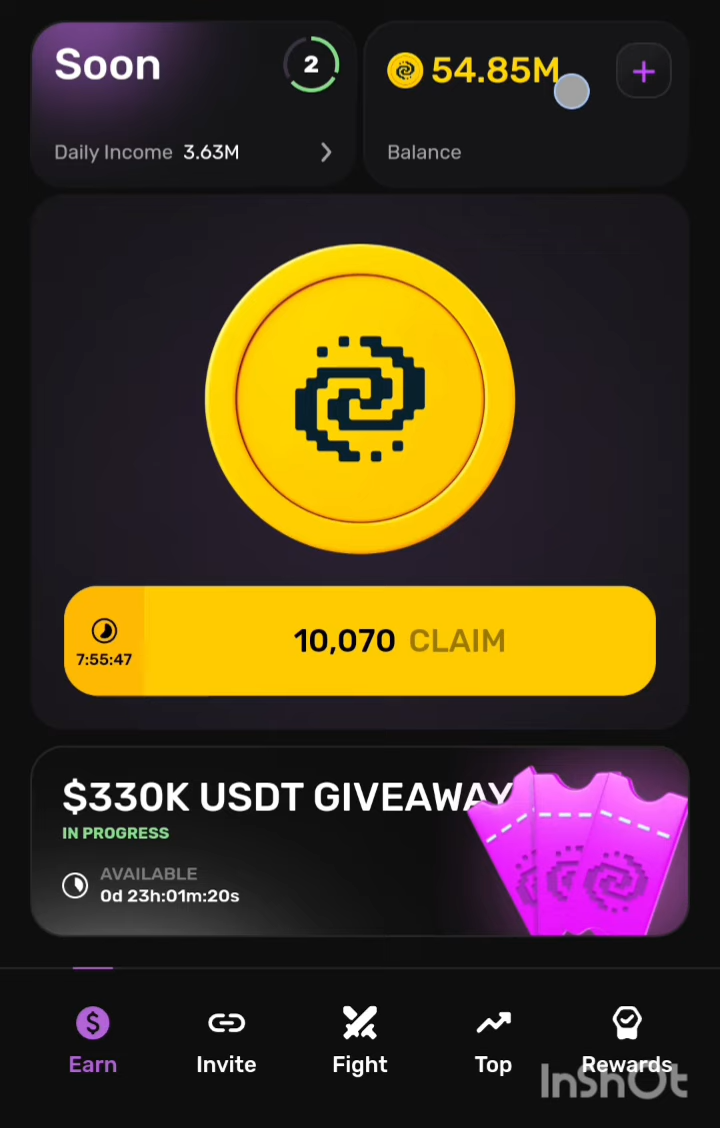 Soon
2
Daily Income 3.63M
54.85M
+
Balance
7:55:47
10,070 CLAIM
$330K USDT GIVEAWAY
IN PROGRESS
AVAILABLE
0d 23h:01m:20s
Earn
Invite
Fight
Top
Rewards
InShOt